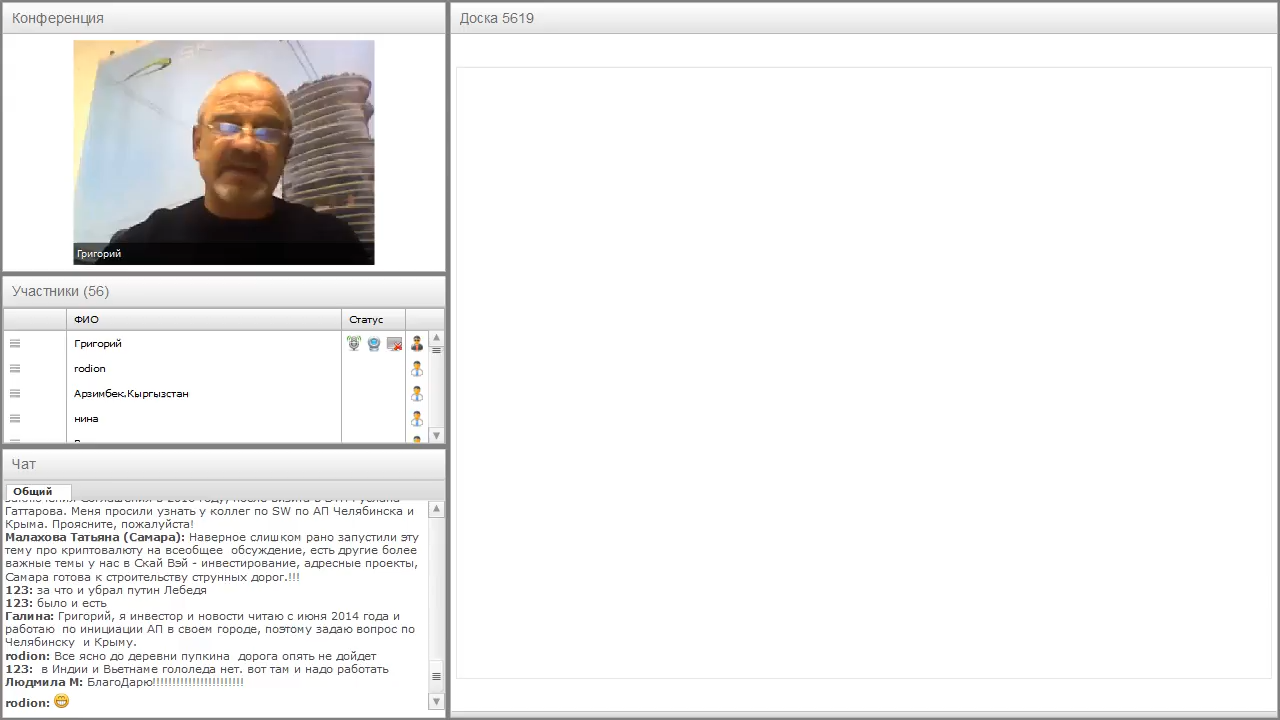 Конференция
Доска 5619
Григорий
Участники (56)
ФИО
Статус
Григорий
rodion
Арзимбек.Кыргызстан
нина
Чат
Общий
Гаттарова. Меня просили узнать у коллег по SW по АП Челябинска и
Крыма. Проясните, пожалуйста!
Малахова Татьяна (Самара): Наверное слишком рано запустили эту
тему про криптовалюту на всеобщее обсуждение, есть другие более
важные темы у нас в Скай Вэй - инвестирование, адресные проекты,
Самара готова к строительству струнных дорог.!!!
123: за что и убрал путин Лебедя
123: было и есть
Галина: Григорий, я инвестор и новости читаю с июня 2014 года и
работаю по инициации АП в своем городе, поэтому задаю вопрос по
Челябинску и Крыму.
rodion: Все ясно до деревни пупкина дорога опять не дойдет
123: в Индии и Вьетнаме гололеда нет. вот там и надо работать
Людмила М: БлагоДарю!!!!!!!!!!!!!!!!!!!!!!!
rodion: